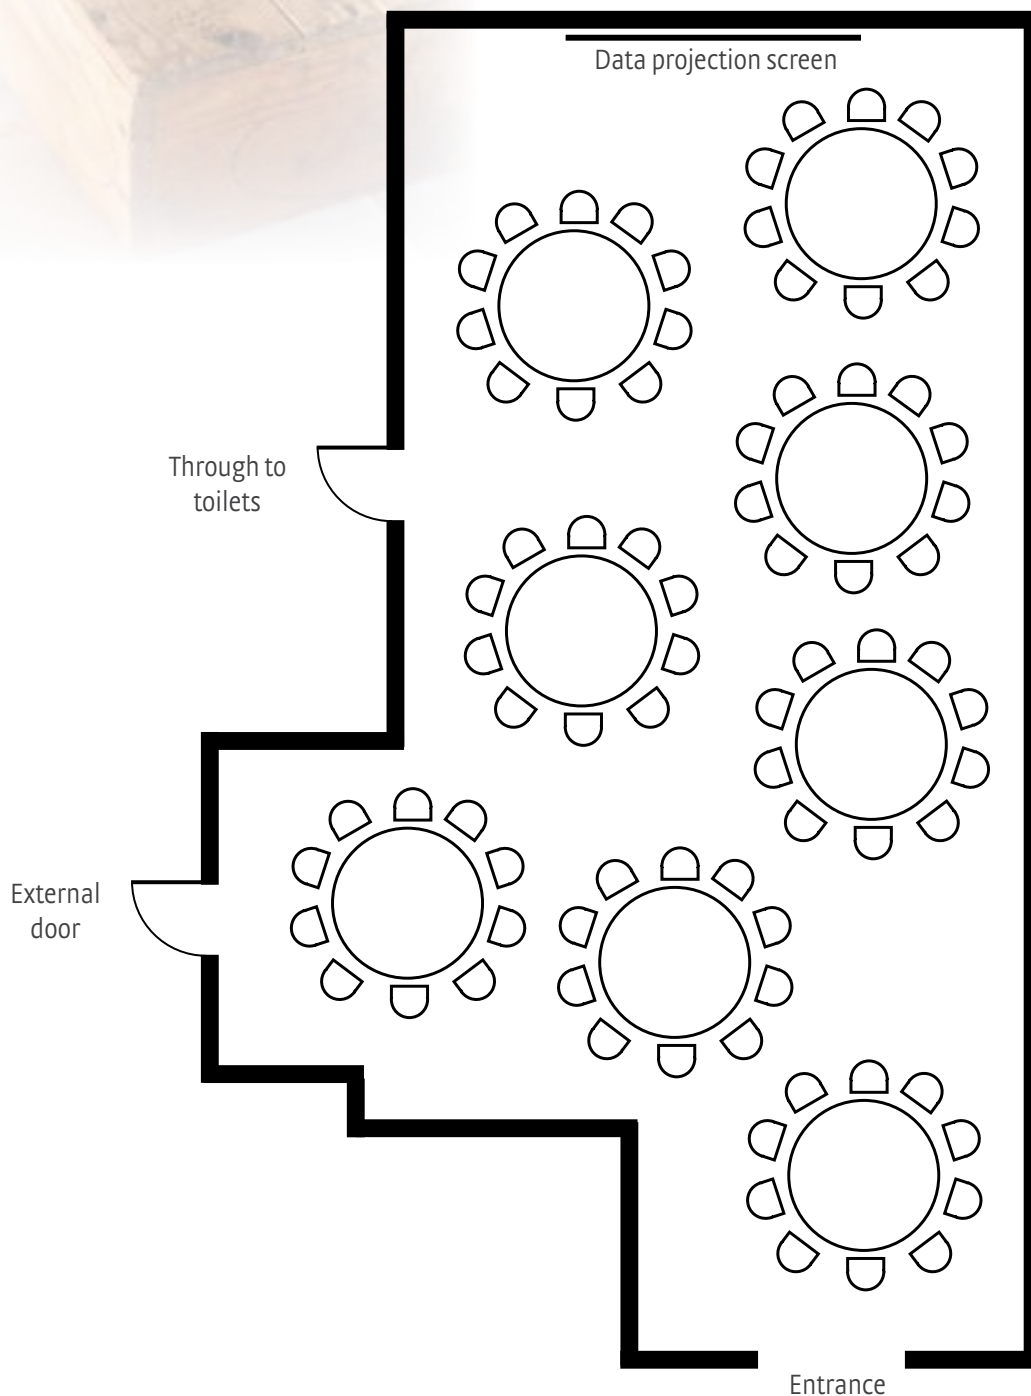 Data projection screen
Through to
toilets
External
door
Entrance